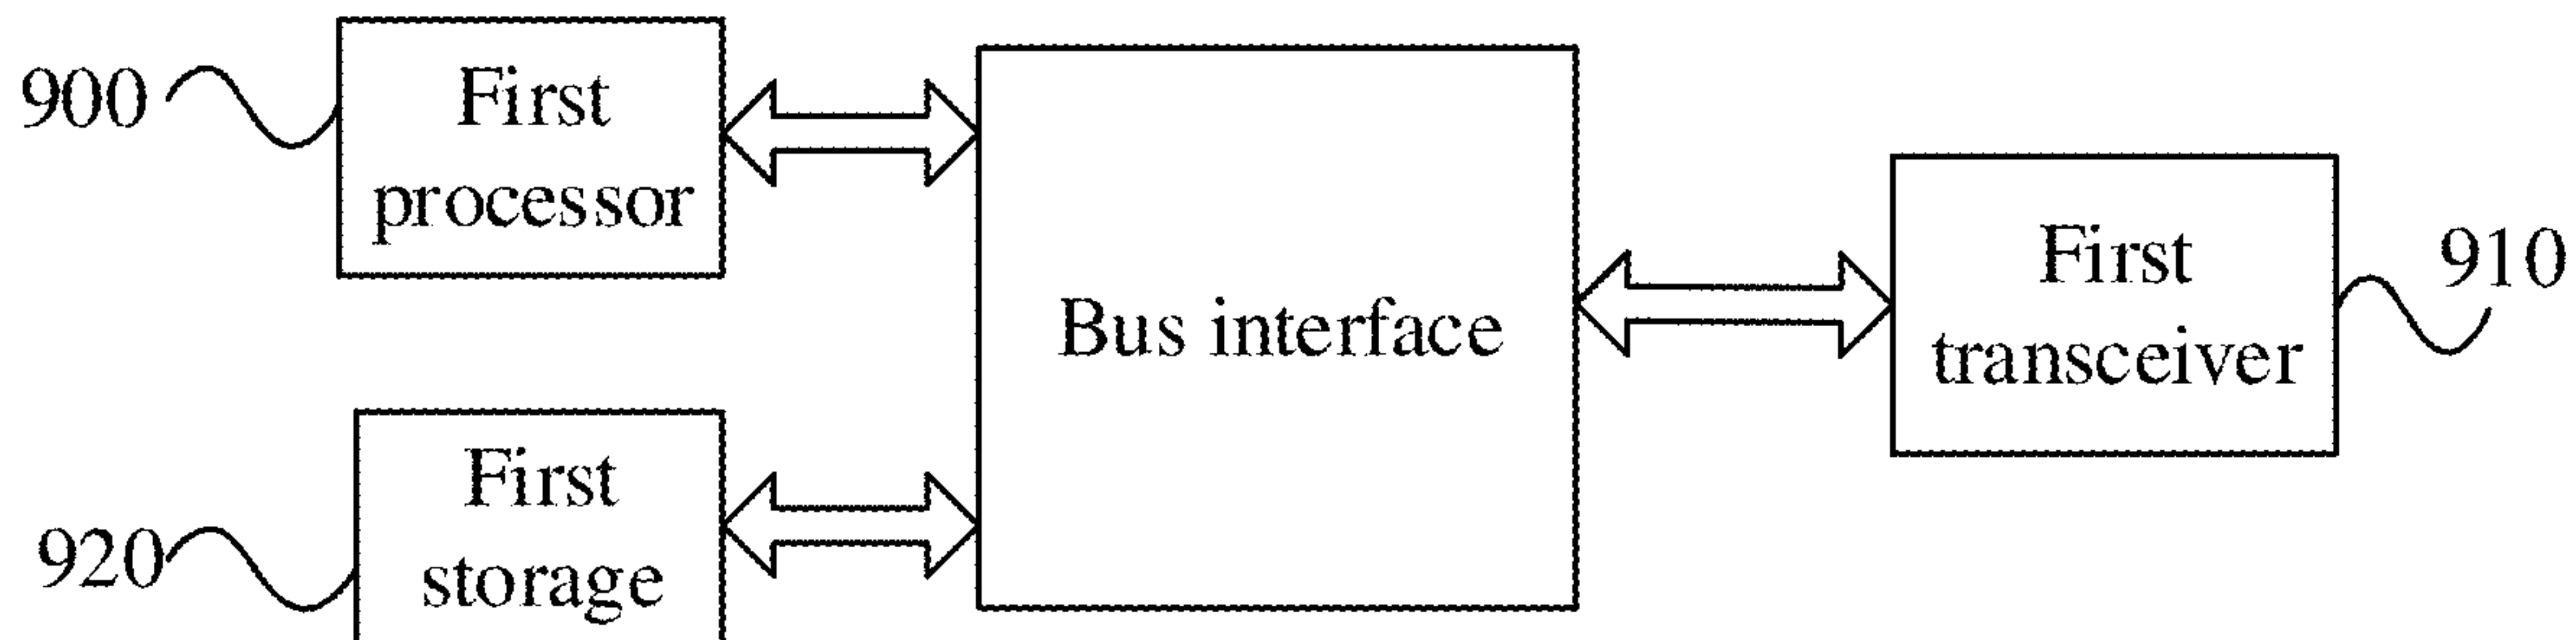 900
First
processor
Bus interface
First
transceiver
910
920
First
storage